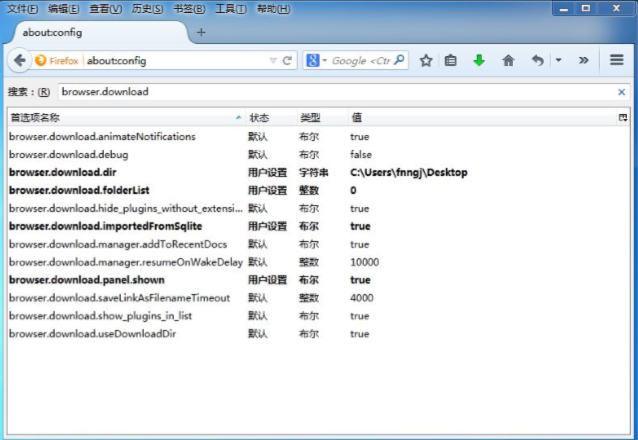 文件(F) 编辑(E) 查看(V) 历史(S) 书签(B) 工具(T) 帮助(H)
about:config
Firefox about:config Google <Ctr
搜索：(R) browser.download
首选项名称 状态 类型 值
browser.download.animateNotifications 默认 布尔 true
browser.download.debug 默认 布尔 false
browser.download.dir 用户设置 字符串 C:\Users\fnngj\Desktop
browser.download.folderList 用户设置 整数 0
browser.download.hide_plugins_without_extensi... 默认 布尔 true
browser.download.importedFromSqlite 用户设置 布尔 true
browser.download.manager.addToRecentDocs 默认 布尔 true
browser.download.manager.resumeOnWakeDelay 默认 整数 10000
browser.download.panel.shown 用户设置 布尔 true
browser.download.saveLinkAsFilenameTimeout 默认 整数 4000
browser.download.show_plugins_in_list 默认 布尔 true
browser.download.useDownloadDir 默认 布尔 true